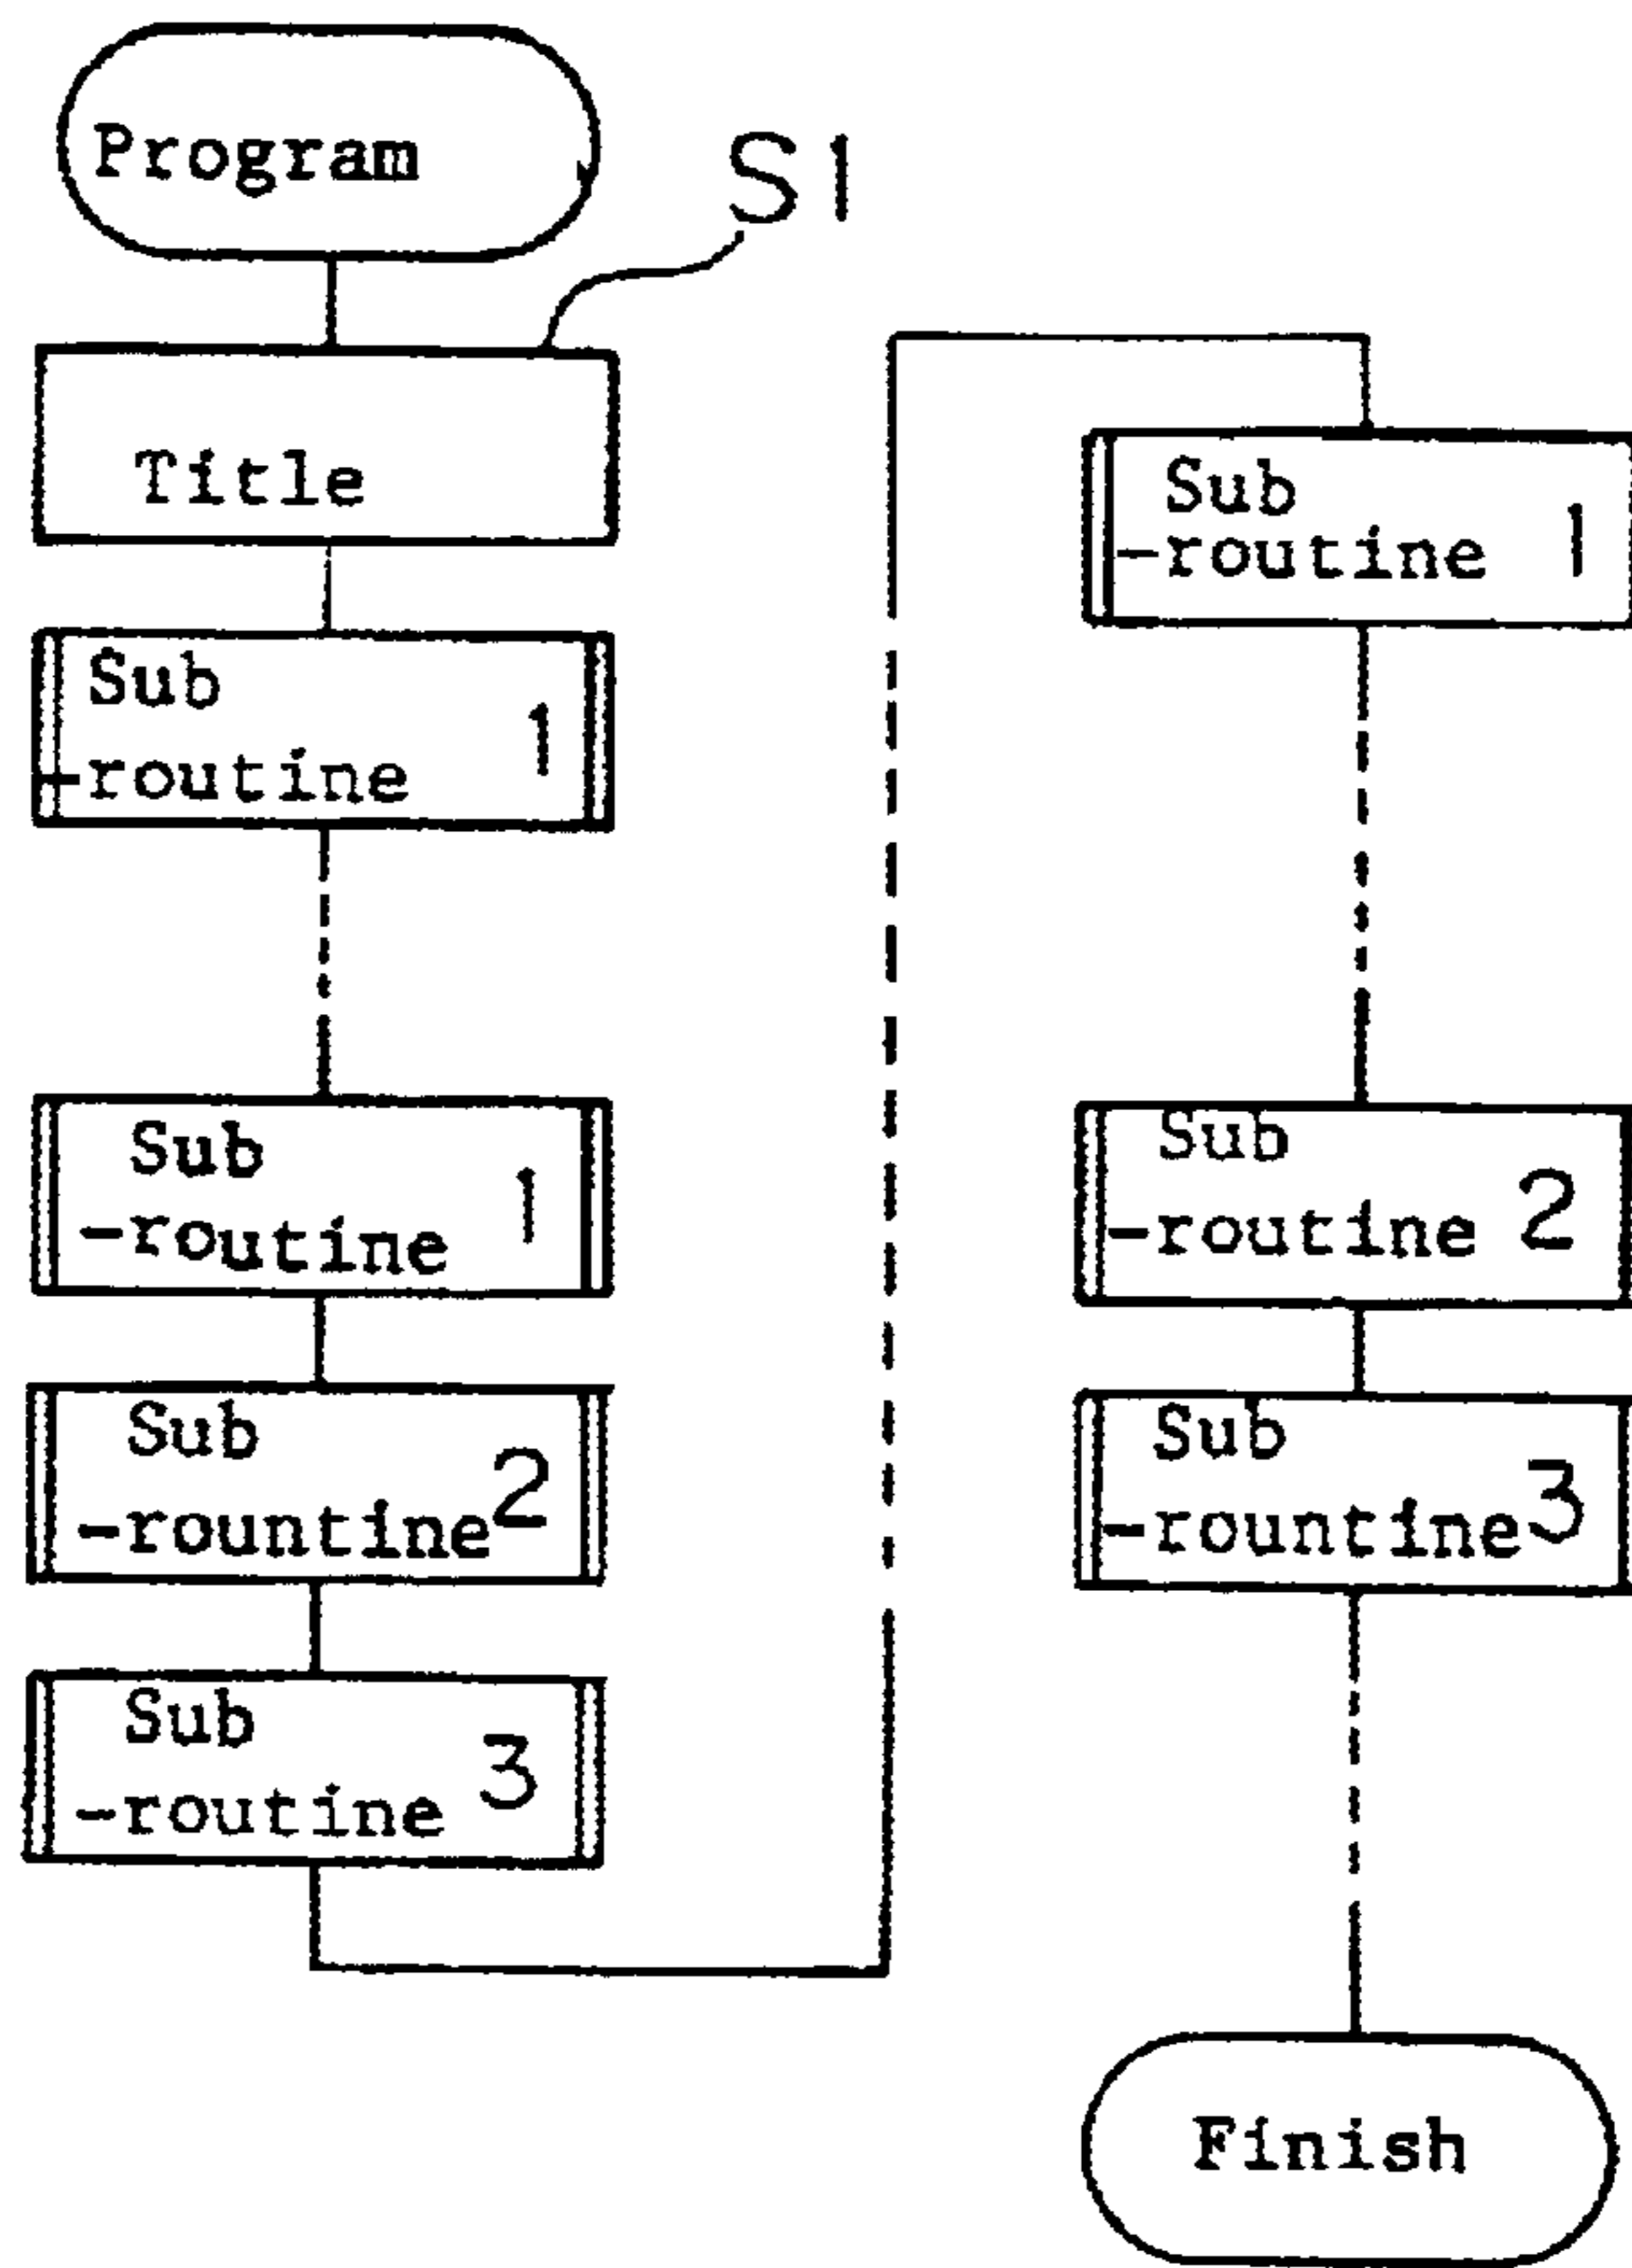 Program
S1
Title
Sub
-routine 1
Sub
-routine 1
Sub
-rountine 2
Sub
-routine 3
Sub
-routine 1
Sub
-routine 2
Sub
-rountine 3
Finish